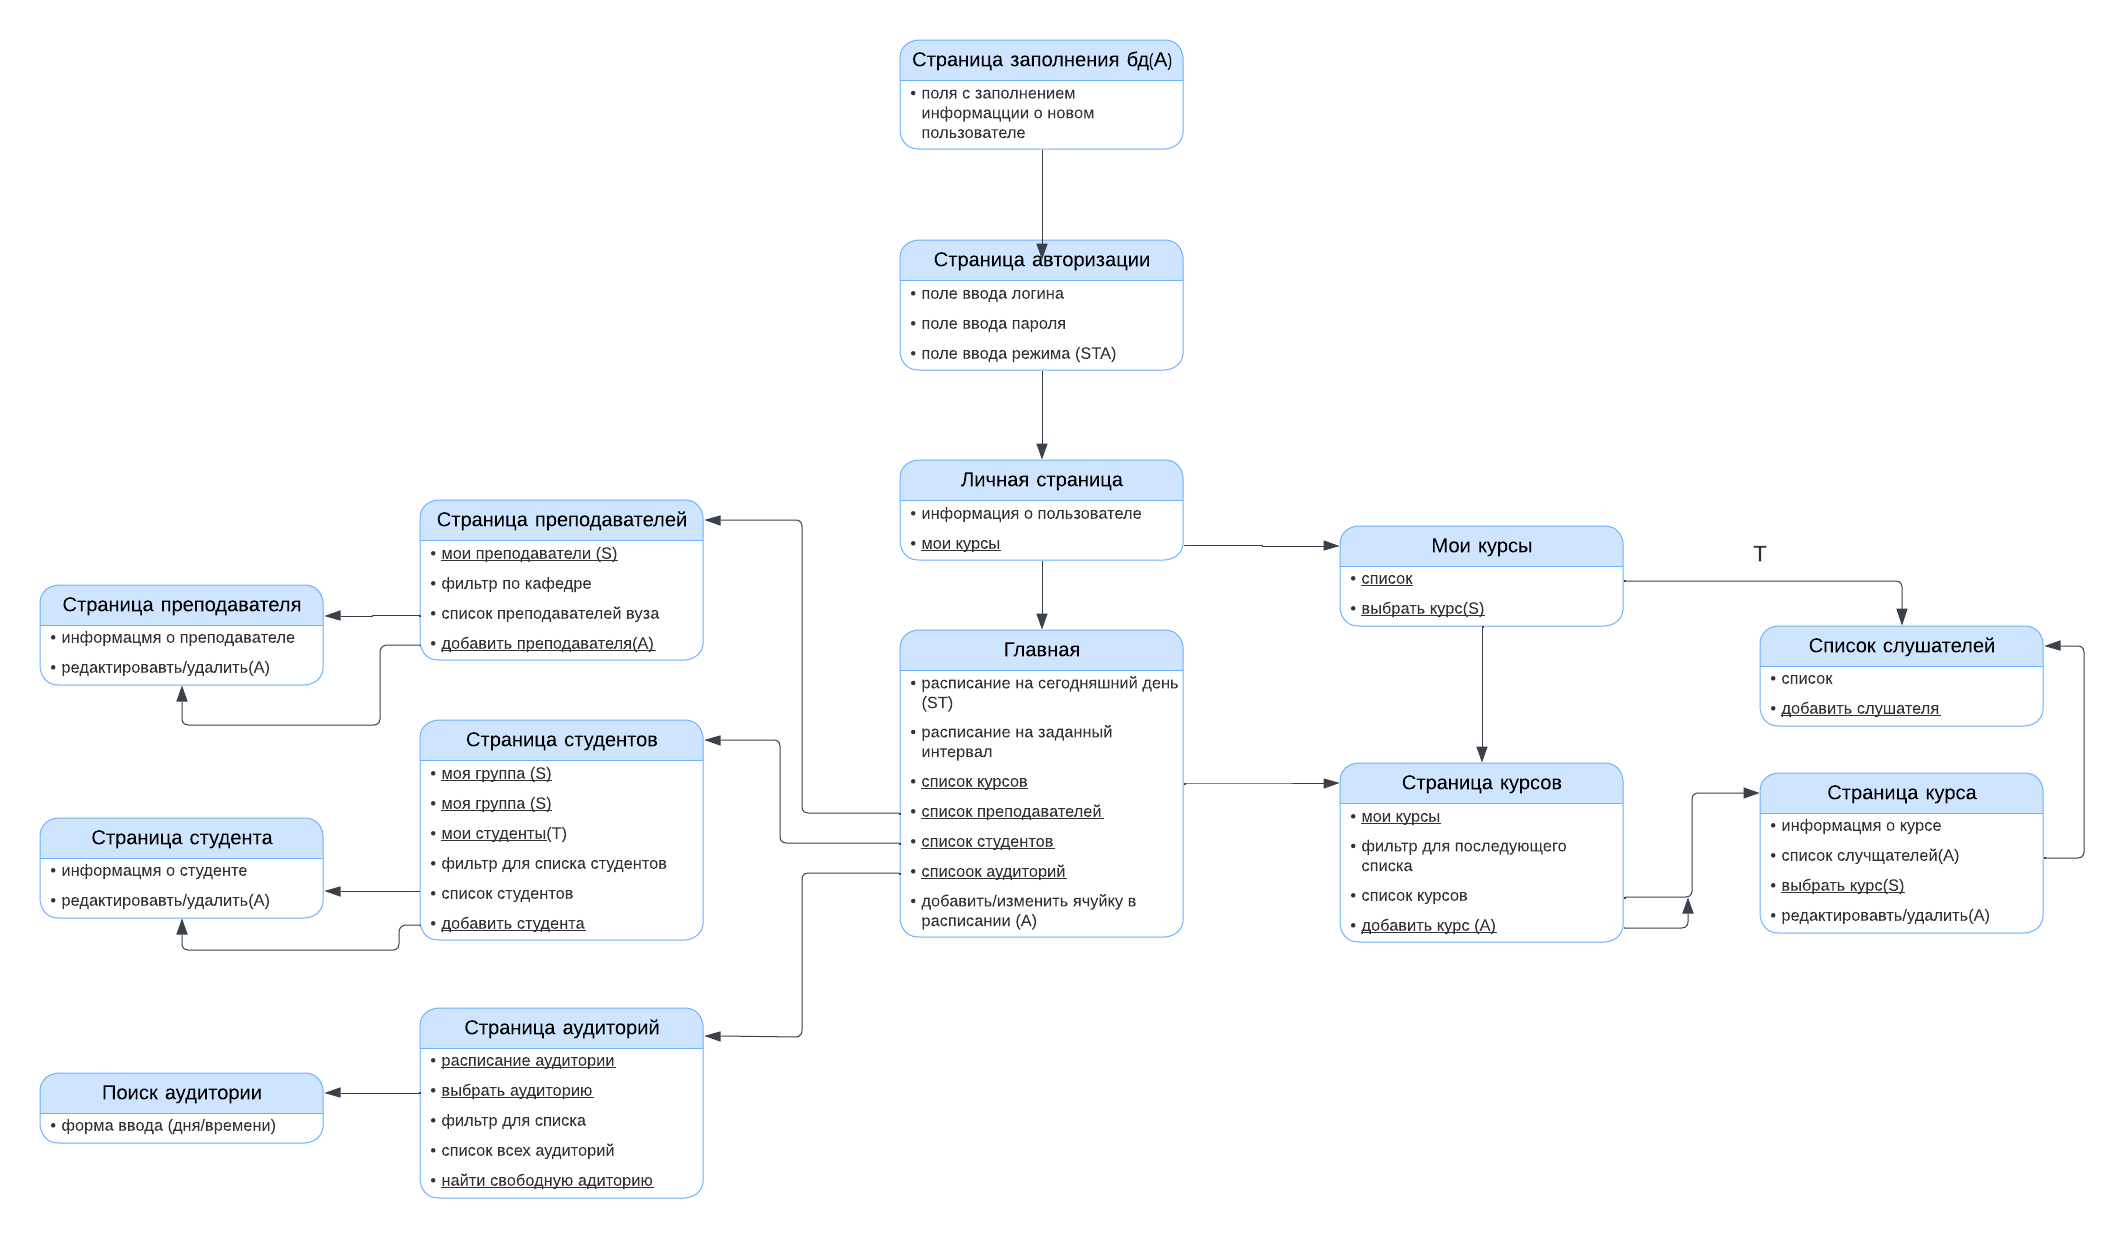 Страница заполнения бд(А)
• поля с заполнением
информацции о новом
пользователе
Страница авторизации
• поле ввода логина
• поле ввода пароля
• поле ввода режима (STA)
Личная страница
• информация о пользователе
• мои курсы
Страница преподавателей
• мои преподаватели (S)
• фильтр по кафедре
• список преподавателей вуза
• добавить преподавателя(А)
Мои курсы
• список
• выбрать курс(S)
T
Страница преподавателя
• информацмя о преподавателе
• редактироавть/удалить(А)
Главная
• расписание на сегодняшний день
(ST)
• расписание на заданный
интервал
• список курсов
• список преподавателей
• список студентов
• списоок аудиторий
• добавить/изменить ячуйку в
расписании (А)
Список слушателей
• список
• добавить слушателя
Страница студентов
• моя группа (S)
• моя группа (S)
• мои студенты(Т)
• фильтр для списка студентов
• список студентов
• добавить студента
Страница курсов
• мои курсы
• фильтр для последующего
списка
• список курсов
• добавить курс (А)
Страница курса
• информацмя о курсе
• список случщателей(А)
• выбрать курс(S)
• редактироавть/удалить(А)
Страница студента
• информацмя о студенте
• редактироавть/удалить(А)
Страница аудиторий
• расписание аудитории
• выбрать аудиторию
• фильтр для списка
• список всех аудиторий
• найти свободную адиторию
Поиск аудитории
• форма ввода (дня/времени)